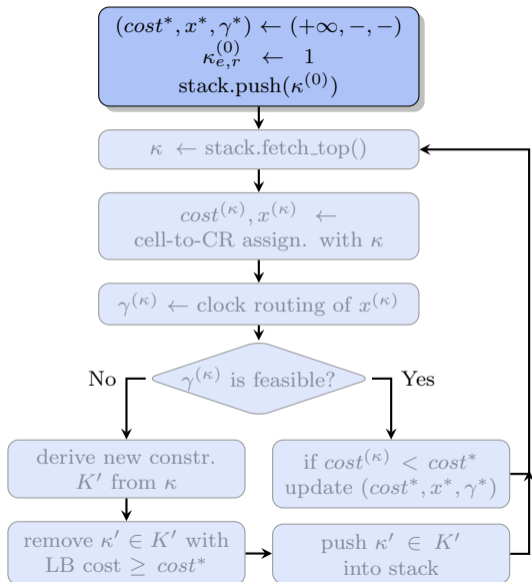 (cost*, x*, γ*) ← (+∞, −, −)
κ_{e,r}^{(0)} ← 1
stack.push(κ^{(0)})
κ ← stack.fetch_top()
cost^{(κ)}, x^{(κ)} ←
cell-to-CR assign. with κ
γ^{(κ)} ← clock routing of x^{(κ)}
No
γ^{(κ)} is feasible?
Yes
derive new constr.
K′ from κ
if cost^{(κ)} < cost*
update (cost*, x*, γ*)
remove κ′ ∈ K′ with
LB cost ≥ cost*
push κ′ ∈ K′
into stack